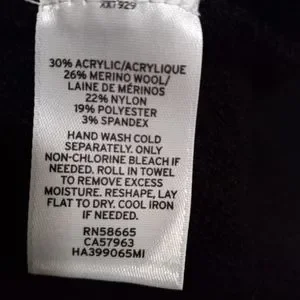 30% ACRYLIC/ACRYLIQUE
26% MERINO WOOL/
LAINE DE MÉRINOS
22% NYLON
19% POLYESTER
3% SPANDEX
HAND WASH COLD
SEPARATELY. ONLY
NON-CHLORINE BLEACH IF
NEEDED. ROLL IN TOWEL
TO REMOVE EXCESS
MOISTURE. RESHAPE, LAY
FLAT TO DRY. COOL IRON
IF NEEDED.
RN58665
CA57963
HA399065MI